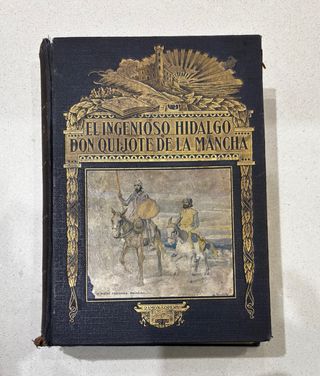 EL INGENIOSO HIDALGO
DON QUIJOTE DE LA MANCHA